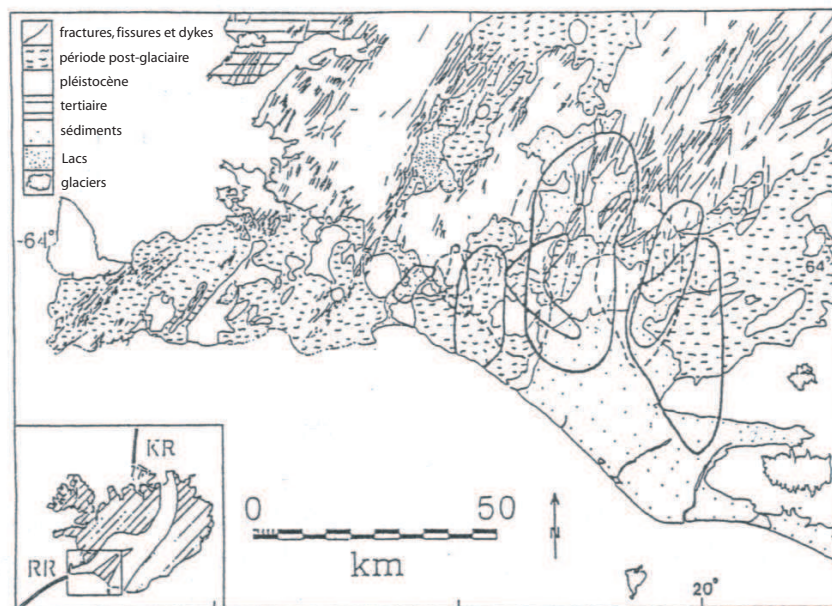 fractures, fissures et dykes
période post-glaciaire
pléistocène
tertiaire
sédiments
Lacs
glaciers
-64°
64°
KR
RR
0 50
km
N
20°